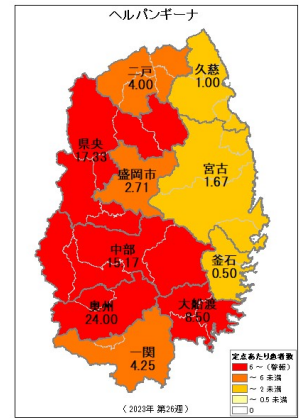 ヘルパンギーナ
二戸
4.00
久慈
1.00
県央
17.33
盛岡市
2.71
宮古
1.67
中部
15.17
釜石
0.50
奥州
24.00
大船渡
8.50
一関
4.25
定点あたり患者数
6～（警報）
～ 6 未満
～ 2 未満
～ 0.5 未満
0
（ 2023年 第26週）